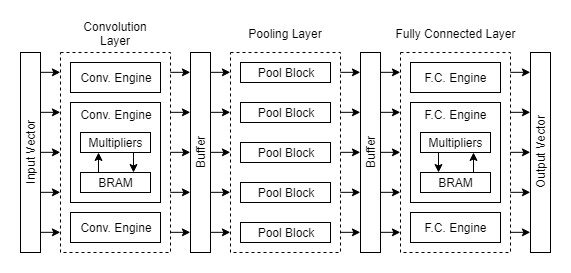 Convolution
Layer
Pooling Layer
Fully Connected Layer
Input Vector
Conv. Engine
Conv. Engine
Multipliers
BRAM
Conv. Engine
Buffer
Pool Block
Pool Block
Pool Block
Pool Block
Pool Block
Buffer
F.C. Engine
F.C. Engine
Multipliers
BRAM
F.C. Engine
Output Vector